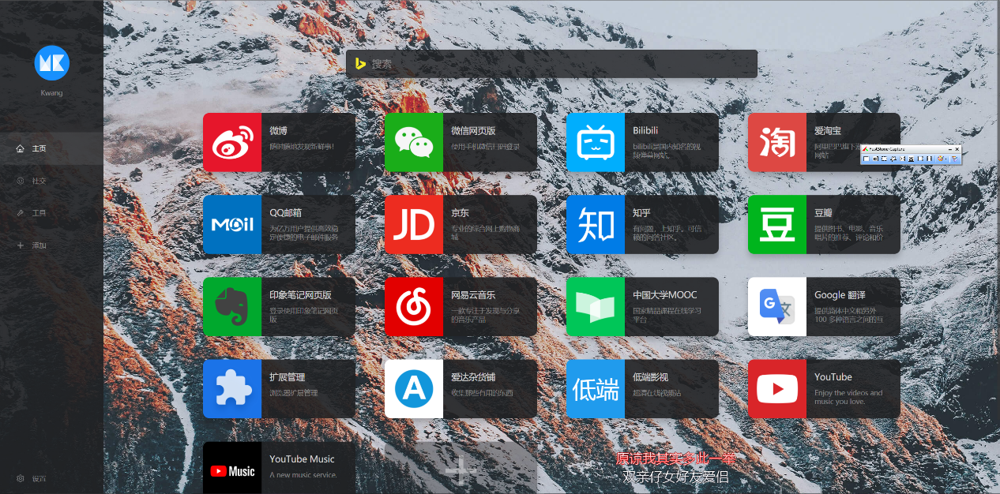 搜索
Kwang
主页
社交
工具
添加
设置
微博
随时随地发现新鲜事!
微信网页版
使用手机微信扫码登录
Bilibili
bilibili是国内知名的视
频弹幕网站。
淘
爱淘宝
阿里巴巴旗下
网站
FastStone Capture
Mail
QQ邮箱
为亿万用户提供高效稳
定便捷的电子邮件服务
JD
京东
专业的综合网上购物商
城
知
知乎
有问题,上知乎。可信
赖的问答社区。
豆
豆瓣
提供图书、电影、音乐
唱片的推荐、评论和价
印象笔记网页版
登录使用印象笔记网页
版
网易云音乐
一款专注于发现与分享
的音乐产品
中国大学MOOC
国家精品课程在线学习
平台
G 文
Google 翻译
提供简体中文和另外
100 多种语言之间的互
扩展管理
浏览器扩展管理
A
爱达杂货铺
收集那些有用的东西
低端
低端影视
超清在线视频站
YouTube
Enjoy the videos and
music you love.
Music
YouTube Music
A new music service.
原谅我其实多此一举
双亲仔女好友爱侣